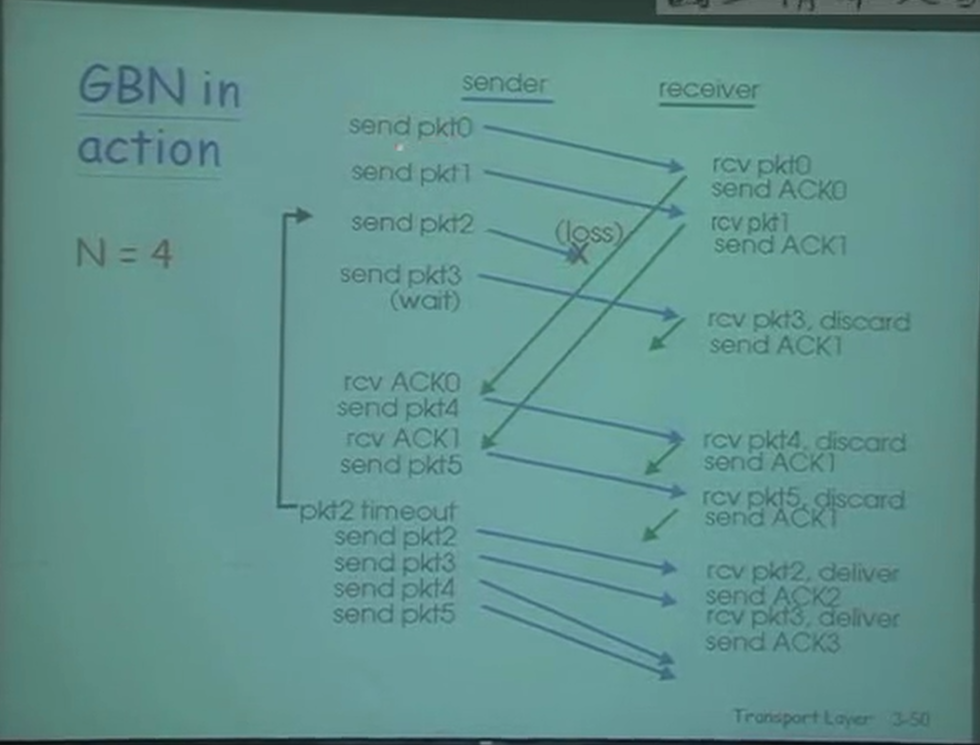 GBN in
action
N = 4
sender
receiver
send pkt0
send pkt1
send pkt2
send pkt3
(wait)
(loss)
X
rcv ACK0
send pkt4
rcv ACK1
send pkt5
pkt2 timeout
send pkt2
send pkt3
send pkt4
send pkt5
rcv pkt0
send ACK0
rcv pkt1
send ACK1
rcv pkt3, discard
send ACK1
rcv pkt4, discard
send ACK1
rcv pkt5, discard
send ACK1
rcv pkt2, deliver
send ACK2
rcv pkt3, deliver
send ACK3
Transport Layer 3-50